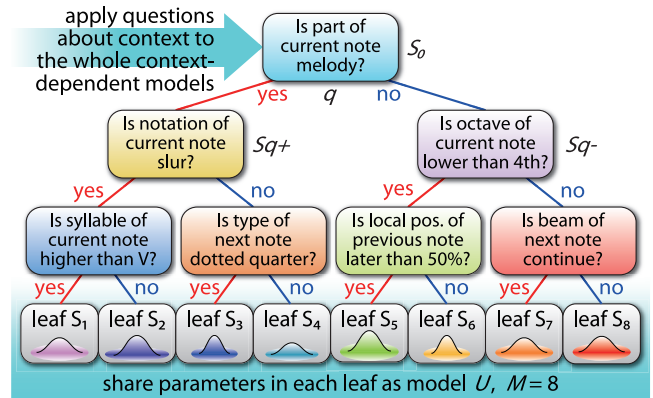 apply questions
about context to
the whole context-
dependent models
Is part of
current note
melody?
S0
yes q no
Is notation of
current note
slur?
Sq+
Is octave of
current note
lower than 4th?
Sq-
yes no yes no
Is syllable of
current note
higher than V?
Is type of
next note
dotted quarter?
Is local pos. of
previous note
later than 50%?
Is beam of
next note
continue?
yes no yes no yes no yes no
leaf S1 leaf S2 leaf S3 leaf S4 leaf S5 leaf S6 leaf S7 leaf S8
share parameters in each leaf as model U, M = 8